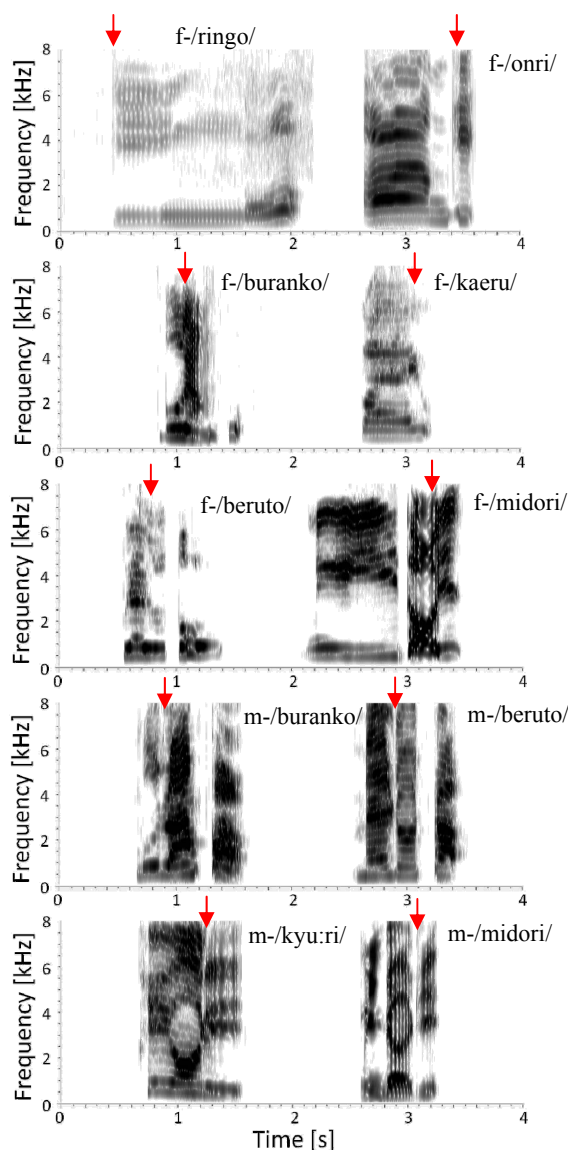 f-/ringo/
f-/onri/
Frequency [kHz]
8
6
4
2
0
0 1 2 3 4
f-/buranko/
f-/kaeru/
Frequency [kHz]
8
6
4
2
0
0 1 2 3 4
f-/beruto/
f-/midori/
Frequency [kHz]
8
6
4
2
0
0 1 2 3 4
m-/buranko/
m-/beruto/
Frequency [kHz]
8
6
4
2
0
0 1 2 3 4
m-/kyu:ri/
m-/midori/
Frequency [kHz]
8
6
4
2
0
0 1 2 3 4
Time [s]